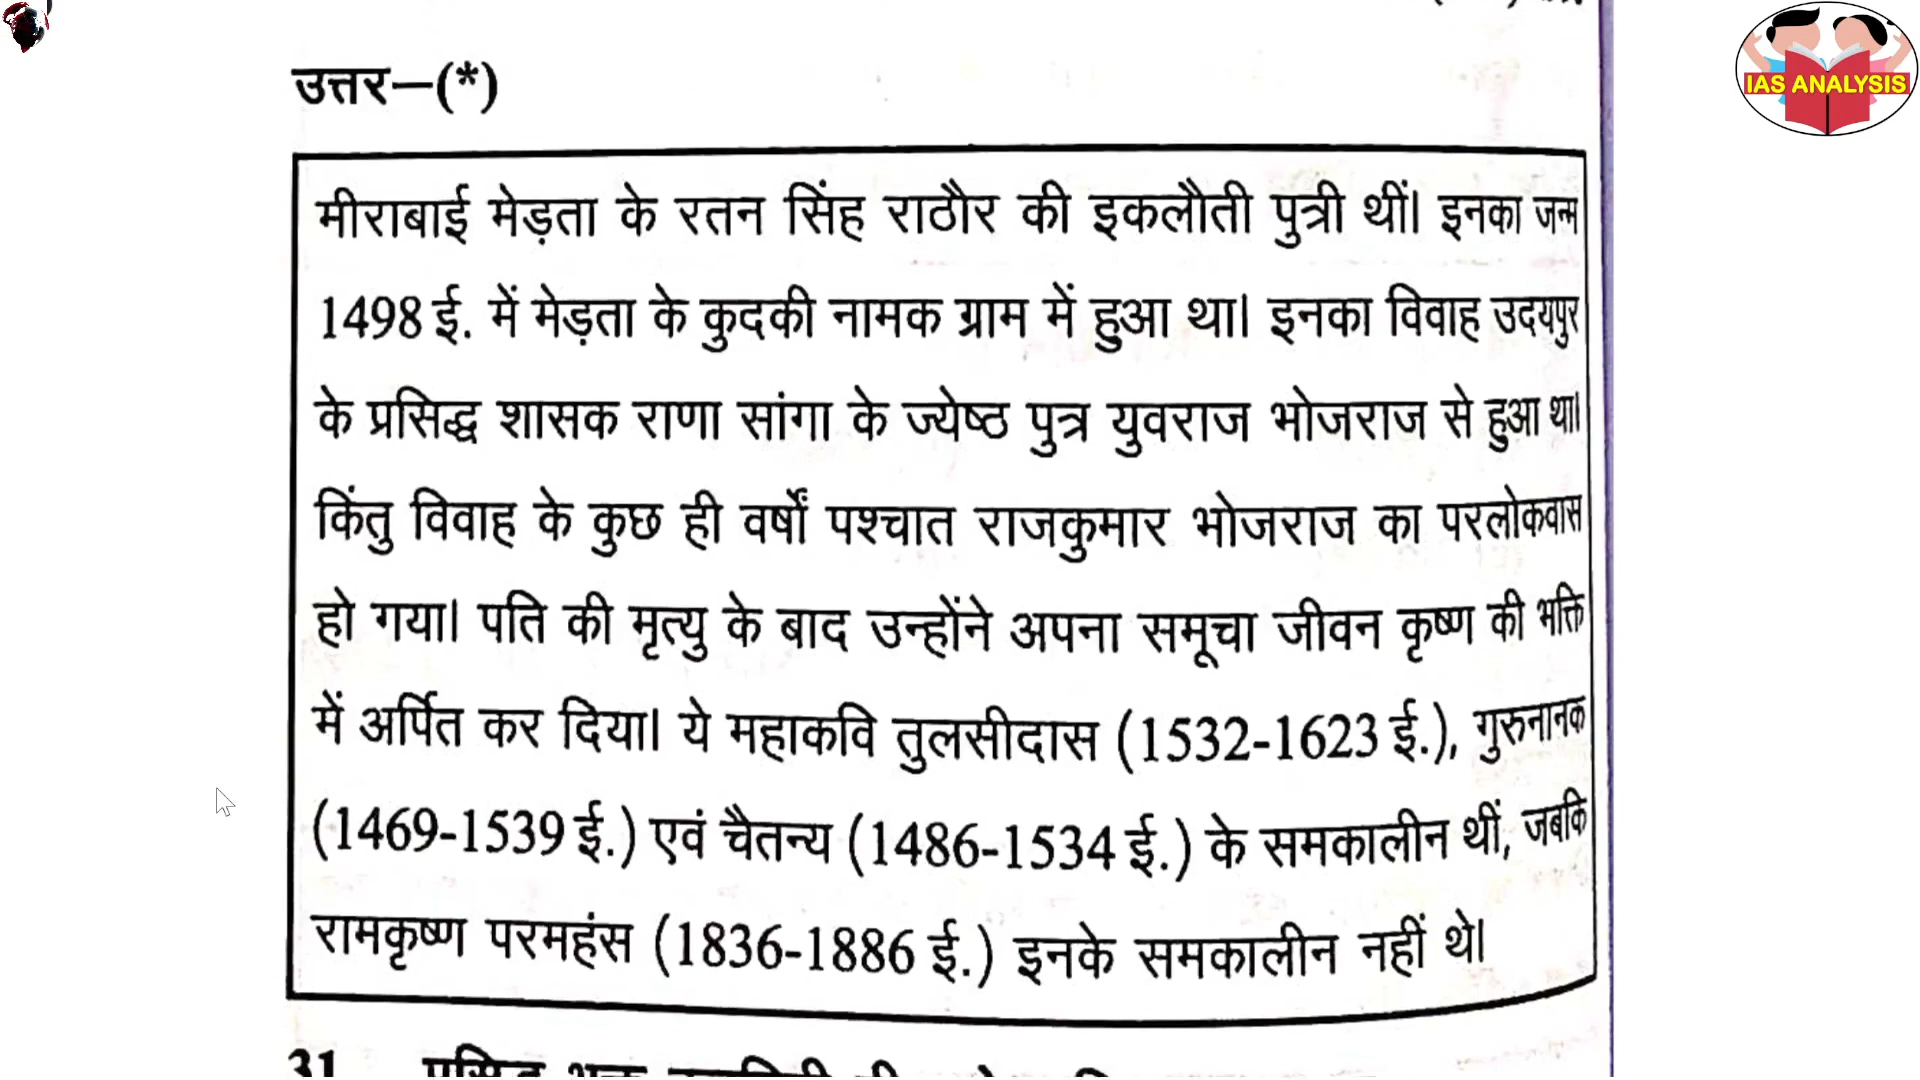 IAS ANALYSIS
उत्तर–(*)
मीराबाई मेड़ता के रतन सिंह राठौर की इकलौती पुत्री थीं। इनका जन्म
1498 ई. में मेड़ता के कुदकी नामक ग्राम में हुआ था। इनका विवाह उदयपुर
के प्रसिद्ध शासक राणा सांगा के ज्येष्ठ पुत्र युवराज भोजराज से हुआ था।
किंतु विवाह के कुछ ही वर्षों पश्चात राजकुमार भोजराज का परलोकवास
हो गया। पति की मृत्यु के बाद उन्होंने अपना समूचा जीवन कृष्ण की भक्ति
में अर्पित कर दिया। ये महाकवि तुलसीदास (1532-1623 ई.), गुरुनानक
(1469-1539 ई.) एवं चैतन्य (1486-1534 ई.) के समकालीन थीं, जबकि
रामकृष्ण परमहंस (1836-1886 ई.) इनके समकालीन नहीं थे।
31.